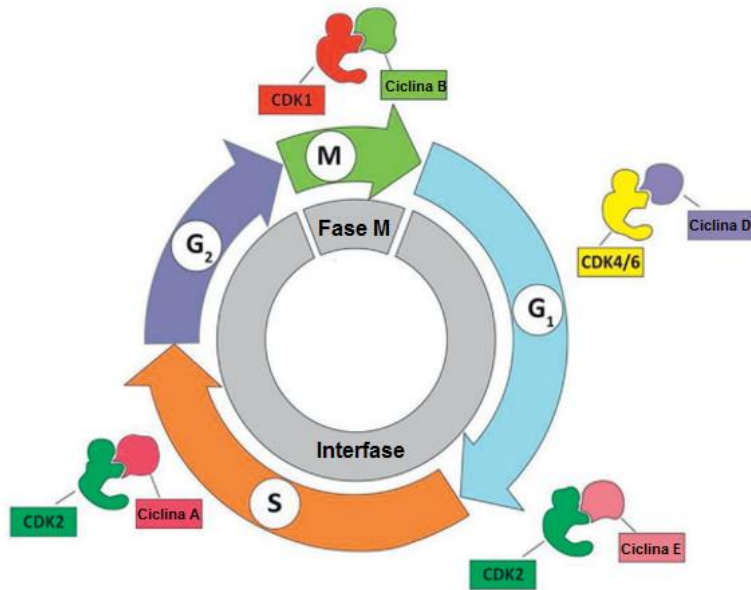 CDK1
Ciclina B
M
Fase M
G₂
Ciclina D
CDK4/6
G₁
Interfase
S
Ciclina A
CDK2
Ciclina E
CDK2